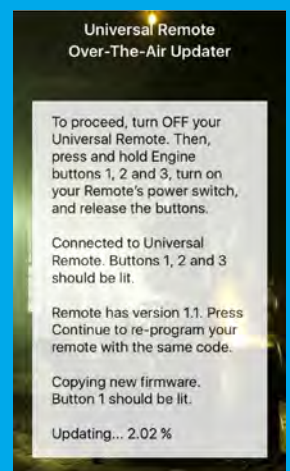 Universal Remote
Over-The-Air Updater
To proceed, turn OFF your
Universal Remote. Then,
press and hold Engine
buttons 1, 2 and 3, turn on
your Remote's power switch,
and release the buttons.
Connected to Universal
Remote. Buttons 1, 2 and 3
should be lit.
Remote has version 1.1. Press
Continue to re-program your
remote with the same code.
Copying new firmware.
Button 1 should be lit.
Updating... 2.02 %